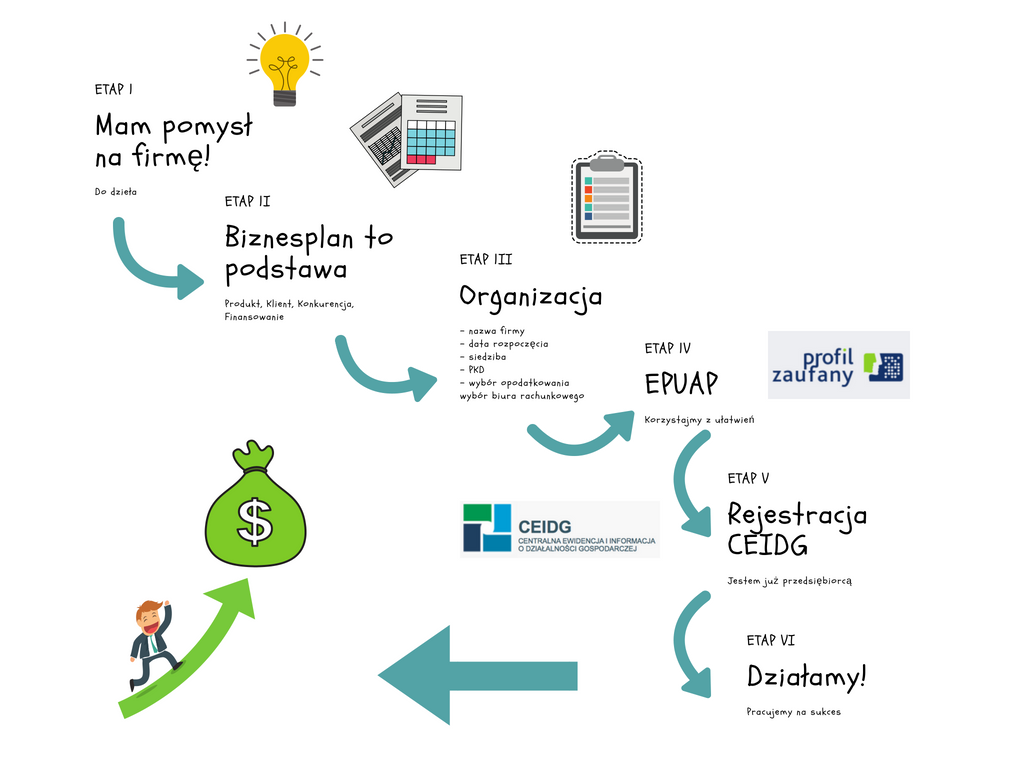 ETAP I
Mam pomysł
na firmę!
Do dzieła
ETAP II
Biznesplan to
podstawa
Produkt, Klient, Konkurencja,
Finansowanie
ETAP III
Organizacja
- nazwa firmy
- data rozpoczęcia
- siedziba
- PKD
- wybór opodatkowania
wybór biura rachunkowego
ETAP IV
EPUAP
Korzystajmy z ułatwień
profil
zaufany
ETAP V
Rejestracja
CEIDG
Jestem już przedsiębiorcą
CEIDG
CENTRALNA EWIDENCJA I INFORMACJA
O DZIAŁALNOŚCI GOSPODARCZEJ
ETAP VI
Działamy!
Pracujemy na sukces
$